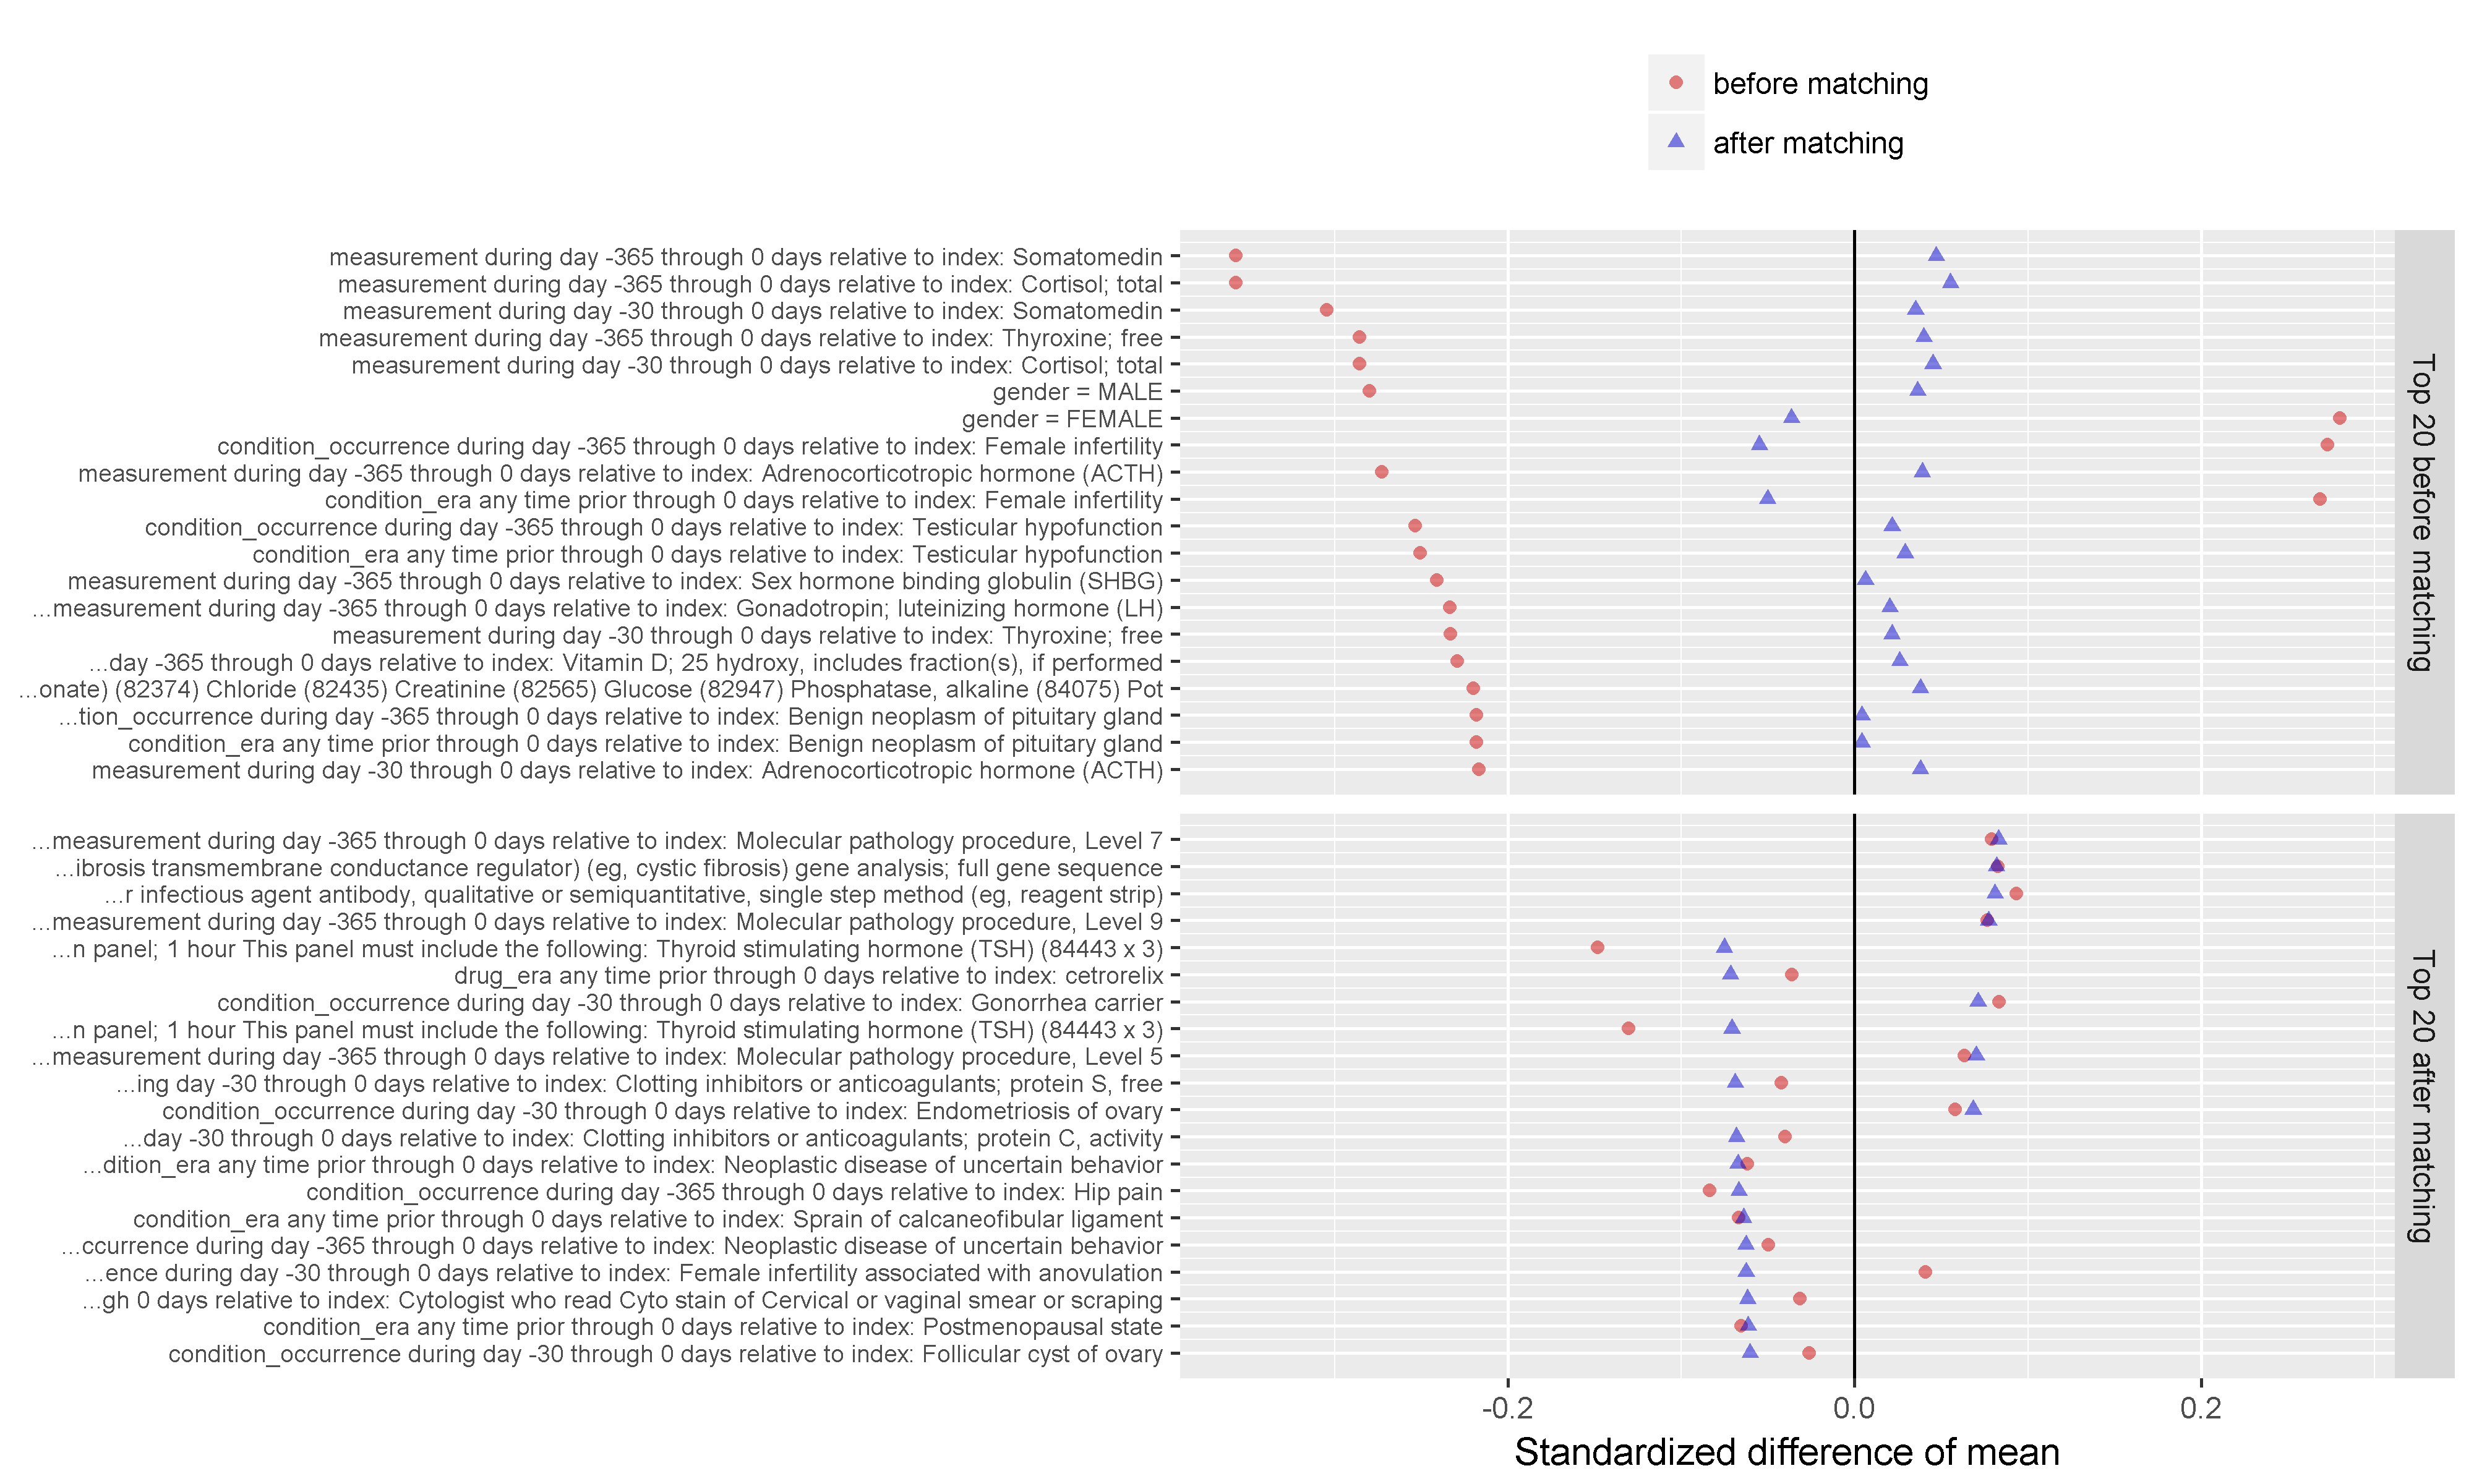 before matching
after matching
measurement during day -365 through 0 days relative to index: Somatomedin
measurement during day -365 through 0 days relative to index: Cortisol; total
measurement during day -30 through 0 days relative to index: Somatomedin
measurement during day -365 through 0 days relative to index: Thyroxine; free
measurement during day -30 through 0 days relative to index: Cortisol; total
gender = MALE
gender = FEMALE
condition_occurrence during day -365 through 0 days relative to index: Female infertility
measurement during day -365 through 0 days relative to index: Adrenocorticotropic hormone (ACTH)
condition_era any time prior through 0 days relative to index: Female infertility
condition_occurrence during day -365 through 0 days relative to index: Testicular hypofunction
condition_era any time prior through 0 days relative to index: Testicular hypofunction
measurement during day -365 through 0 days relative to index: Sex hormone binding globulin (SHBG)
...measurement during day -365 through 0 days relative to index: Gonadotropin; luteinizing hormone (LH)
measurement during day -30 through 0 days relative to index: Thyroxine; free
...day -365 through 0 days relative to index: Vitamin D; 25 hydroxy, includes fraction(s), if performed
...onate) (82374) Chloride (82435) Creatinine (82565) Glucose (82947) Phosphatase, alkaline (84075) Pot
...tion_occurrence during day -365 through 0 days relative to index: Benign neoplasm of pituitary gland
condition_era any time prior through 0 days relative to index: Benign neoplasm of pituitary gland
measurement during day -30 through 0 days relative to index: Adrenocorticotropic hormone (ACTH)
Top 20 before matching
...measurement during day -365 through 0 days relative to index: Molecular pathology procedure, Level 7
...ibrosis transmembrane conductance regulator) (eg, cystic fibrosis) gene analysis; full gene sequence
...r infectious agent antibody, qualitative or semiquantitative, single step method (eg, reagent strip)
...measurement during day -365 through 0 days relative to index: Molecular pathology procedure, Level 9
...n panel; 1 hour This panel must include the following: Thyroid stimulating hormone (TSH) (84443 x 3)
drug_era any time prior through 0 days relative to index: cetrorelix
condition_occurrence during day -30 through 0 days relative to index: Gonorrhea carrier
...n panel; 1 hour This panel must include the following: Thyroid stimulating hormone (TSH) (84443 x 3)
...measurement during day -365 through 0 days relative to index: Molecular pathology procedure, Level 5
...ing day -30 through 0 days relative to index: Clotting inhibitors or anticoagulants; protein S, free
condition_occurrence during day -30 through 0 days relative to index: Endometriosis of ovary
...day -30 through 0 days relative to index: Clotting inhibitors or anticoagulants; protein C, activity
...dition_era any time prior through 0 days relative to index: Neoplastic disease of uncertain behavior
condition_occurrence during day -365 through 0 days relative to index: Hip pain
condition_era any time prior through 0 days relative to index: Sprain of calcaneofibular ligament
...ccurrence during day -365 through 0 days relative to index: Neoplastic disease of uncertain behavior
...ence during day -30 through 0 days relative to index: Female infertility associated with anovulation
...gh 0 days relative to index: Cytologist who read Cyto stain of Cervical or vaginal smear or scraping
condition_era any time prior through 0 days relative to index: Postmenopausal state
condition_occurrence during day -30 through 0 days relative to index: Follicular cyst of ovary
Top 20 after matching
-0.2 0.0 0.2
Standardized difference of mean